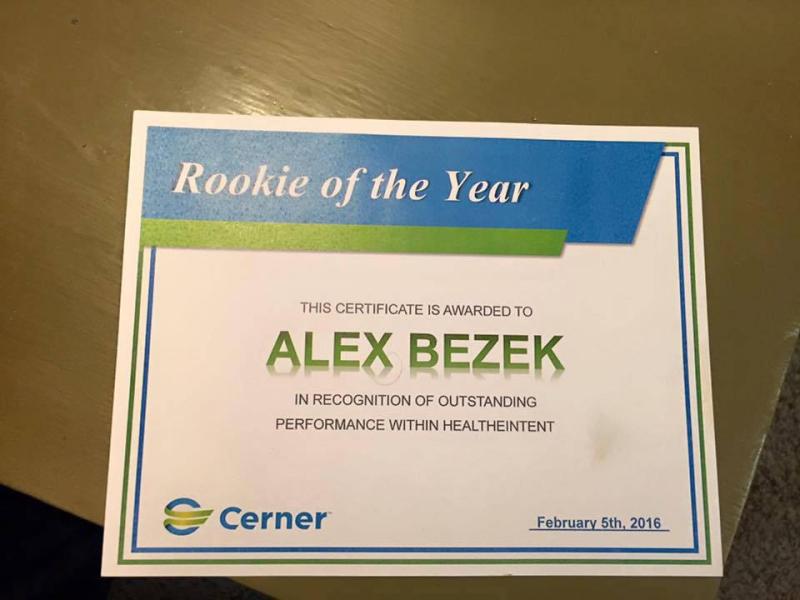 Rookie of the Year
THIS CERTIFICATE IS AWARDED TO
ALEX BEZEK
IN RECOGNITION OF OUTSTANDING
PERFORMANCE WITHIN HEALTHEINTENT
Cerner™
February 5th, 2016